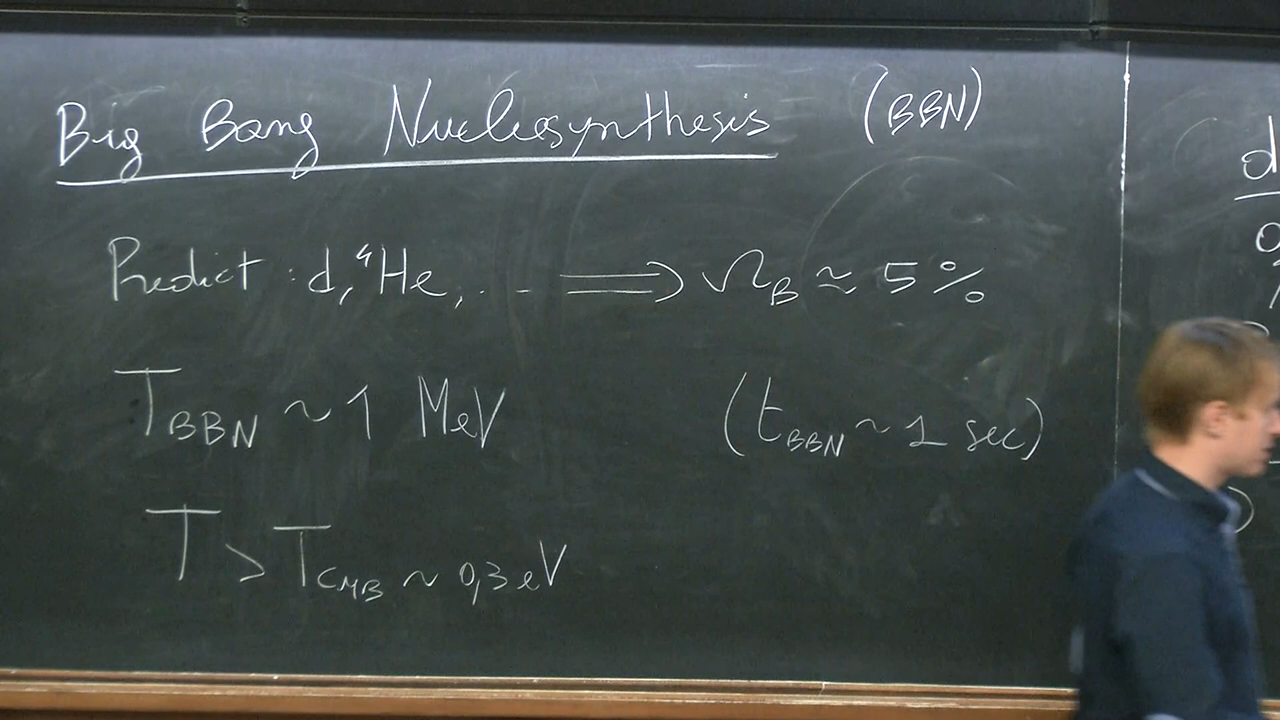 Big Bang Nucleosynthesis (BBN)
Predict : d, ⁴He, ... ⟹ Ω_B ≈ 5 %
T_BBN ~ 1 MeV (t_BBN ~ 1 sec)
T > T_CMB ~ 0,3 eV